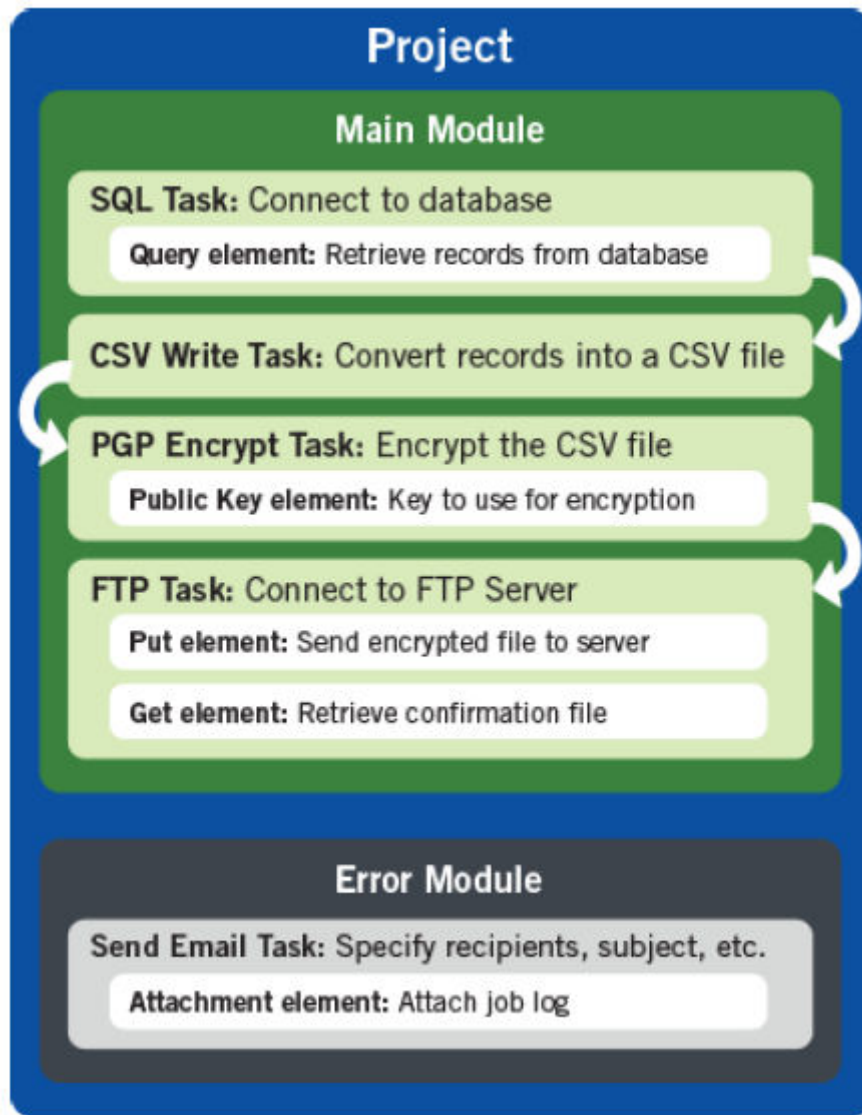 Project
Main Module
SQL Task: Connect to database
Query element: Retrieve records from database
CSV Write Task: Convert records into a CSV file
PGP Encrypt Task: Encrypt the CSV file
Public Key element: Key to use for encryption
FTP Task: Connect to FTP Server
Put element: Send encrypted file to server
Get element: Retrieve confirmation file
Error Module
Send Email Task: Specify recipients, subject, etc.
Attachment element: Attach job log